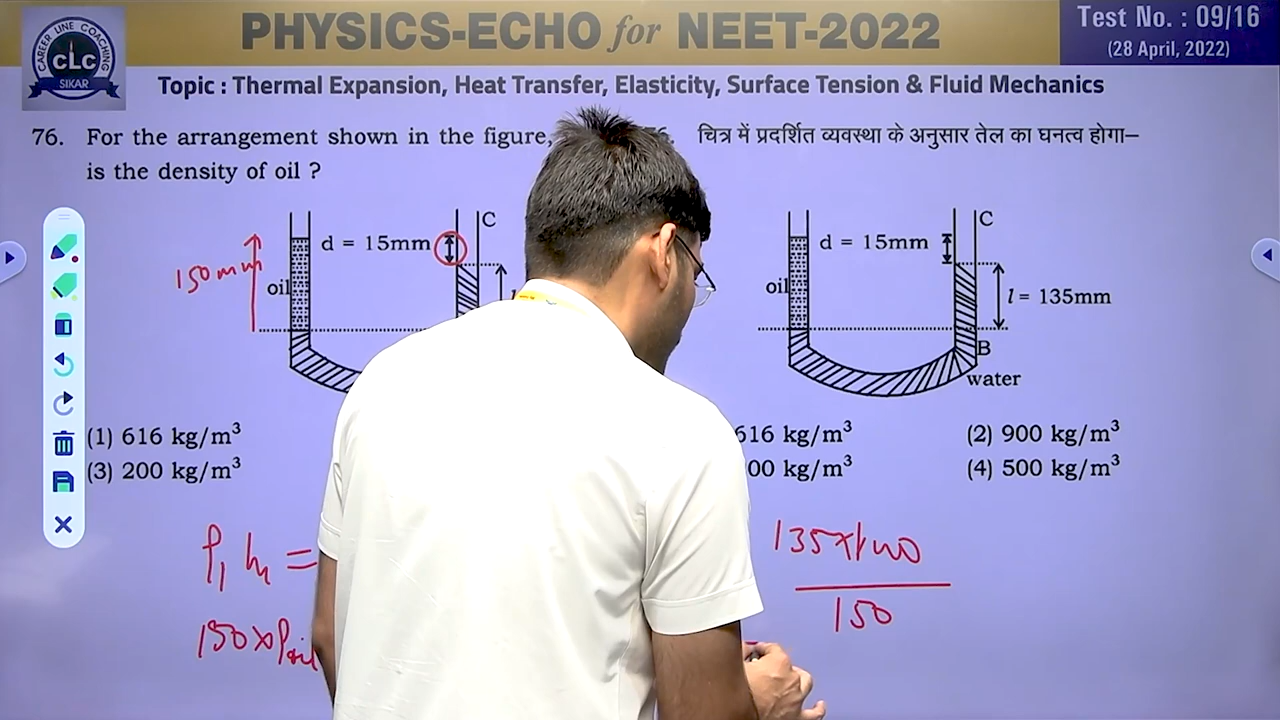 CAREER LINE COACHING
CLC
SIKAR
PHYSICS-ECHO for NEET-2022
Test No. : 09/16
(28 April, 2022)
Topic : Thermal Expansion, Heat Transfer, Elasticity, Surface Tension & Fluid Mechanics
76. For the arrangement shown in the figure,
is the density of oil ?
चित्र में प्रदर्शित व्यवस्था के अनुसार तेल का घनत्व होगा–
C
d = 15mm
150mm
oil
C
d = 15mm
oil
l = 135mm
B
water
(1) 616 kg/m³
(3) 200 kg/m³
616 kg/m³
(2) 900 kg/m³
00 kg/m³
(4) 500 kg/m³
ρ₁ h₁ =
150×ρoil
135×1000
150